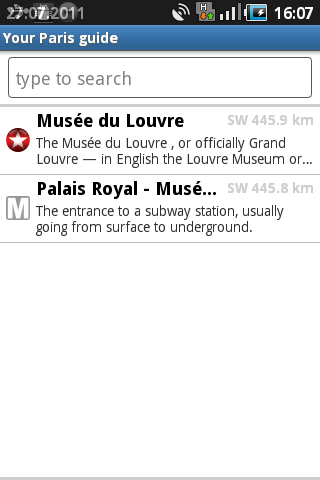 27.07.2011 16:07
Your Paris guide
type to search
Musée du Louvre SW 445.9 km
The Musée du Louvre , or officially Grand
Louvre — in English the Louvre Museum or...
Palais Royal - Musé... SW 445.8 km
M The entrance to a subway station, usually
going from surface to underground.